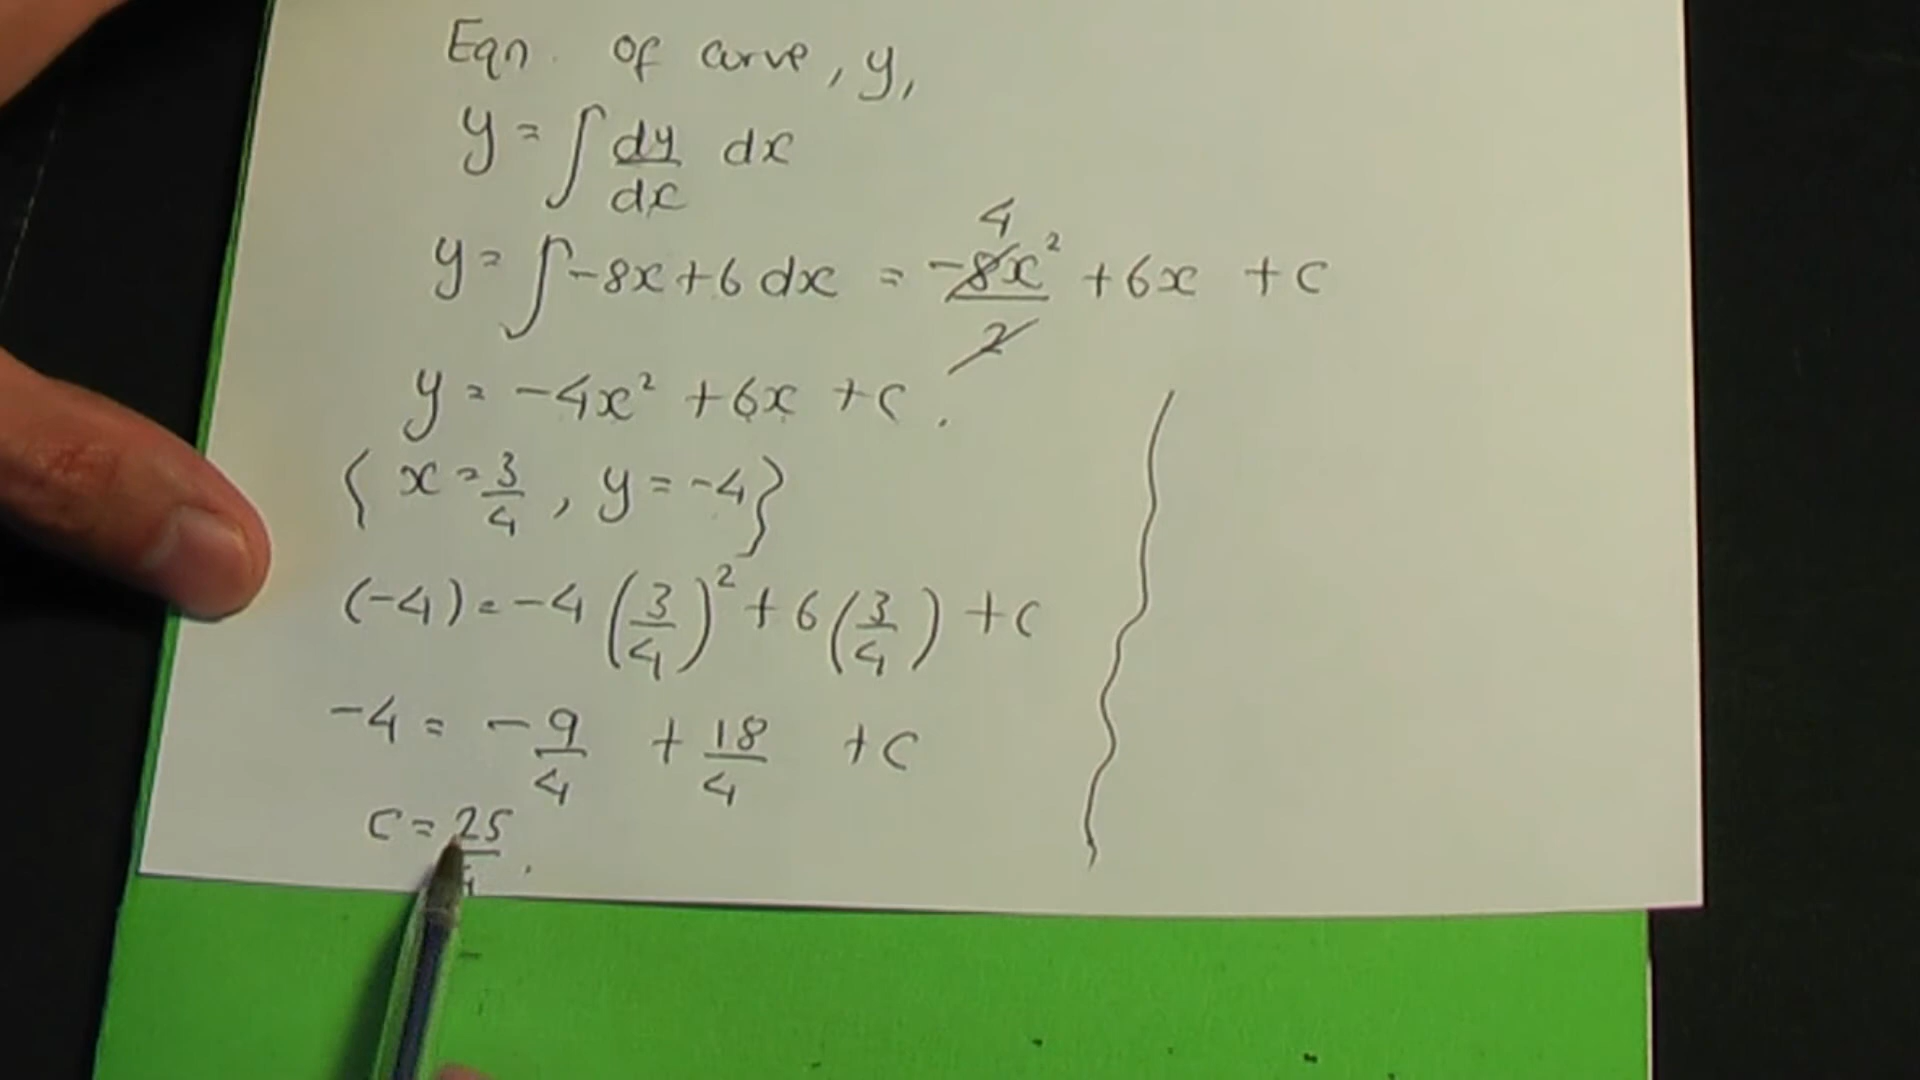 Eqn. of curve, y,
y = ∫ dy/dx dx
y = ∫ -8x + 6 dx = -8x²/2 4 + 6x + c
y = -4x² + 6x + c.
{ x = 3/4, y = -4 }
(-4) = -4 (3/4)² + 6 (3/4) + c
-4 = -9/4 + 18/4 + c
c = 25/4.